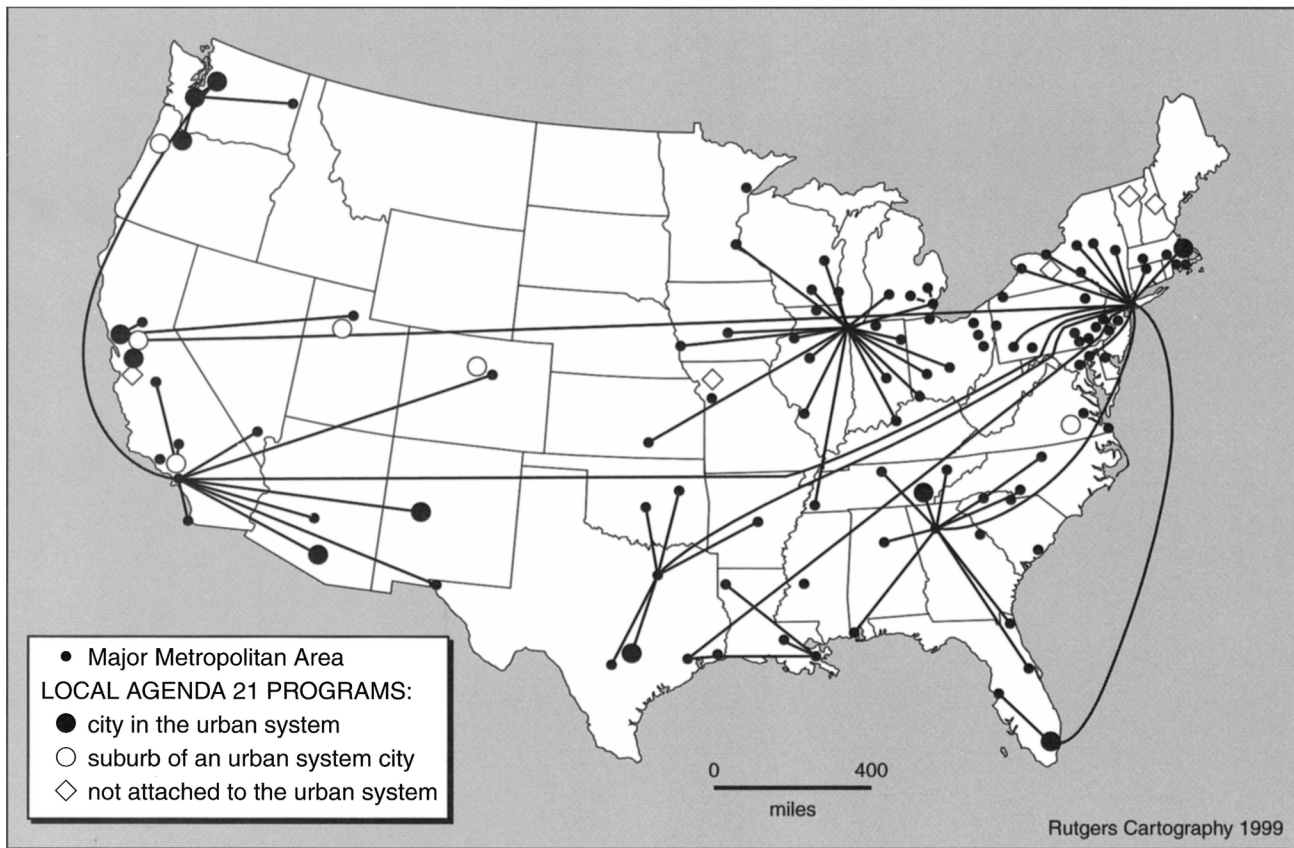 Major Metropolitan Area
LOCAL AGENDA 21 PROGRAMS:
city in the urban system
suburb of an urban system city
not attached to the urban system
0 400
miles
Rutgers Cartography 1999